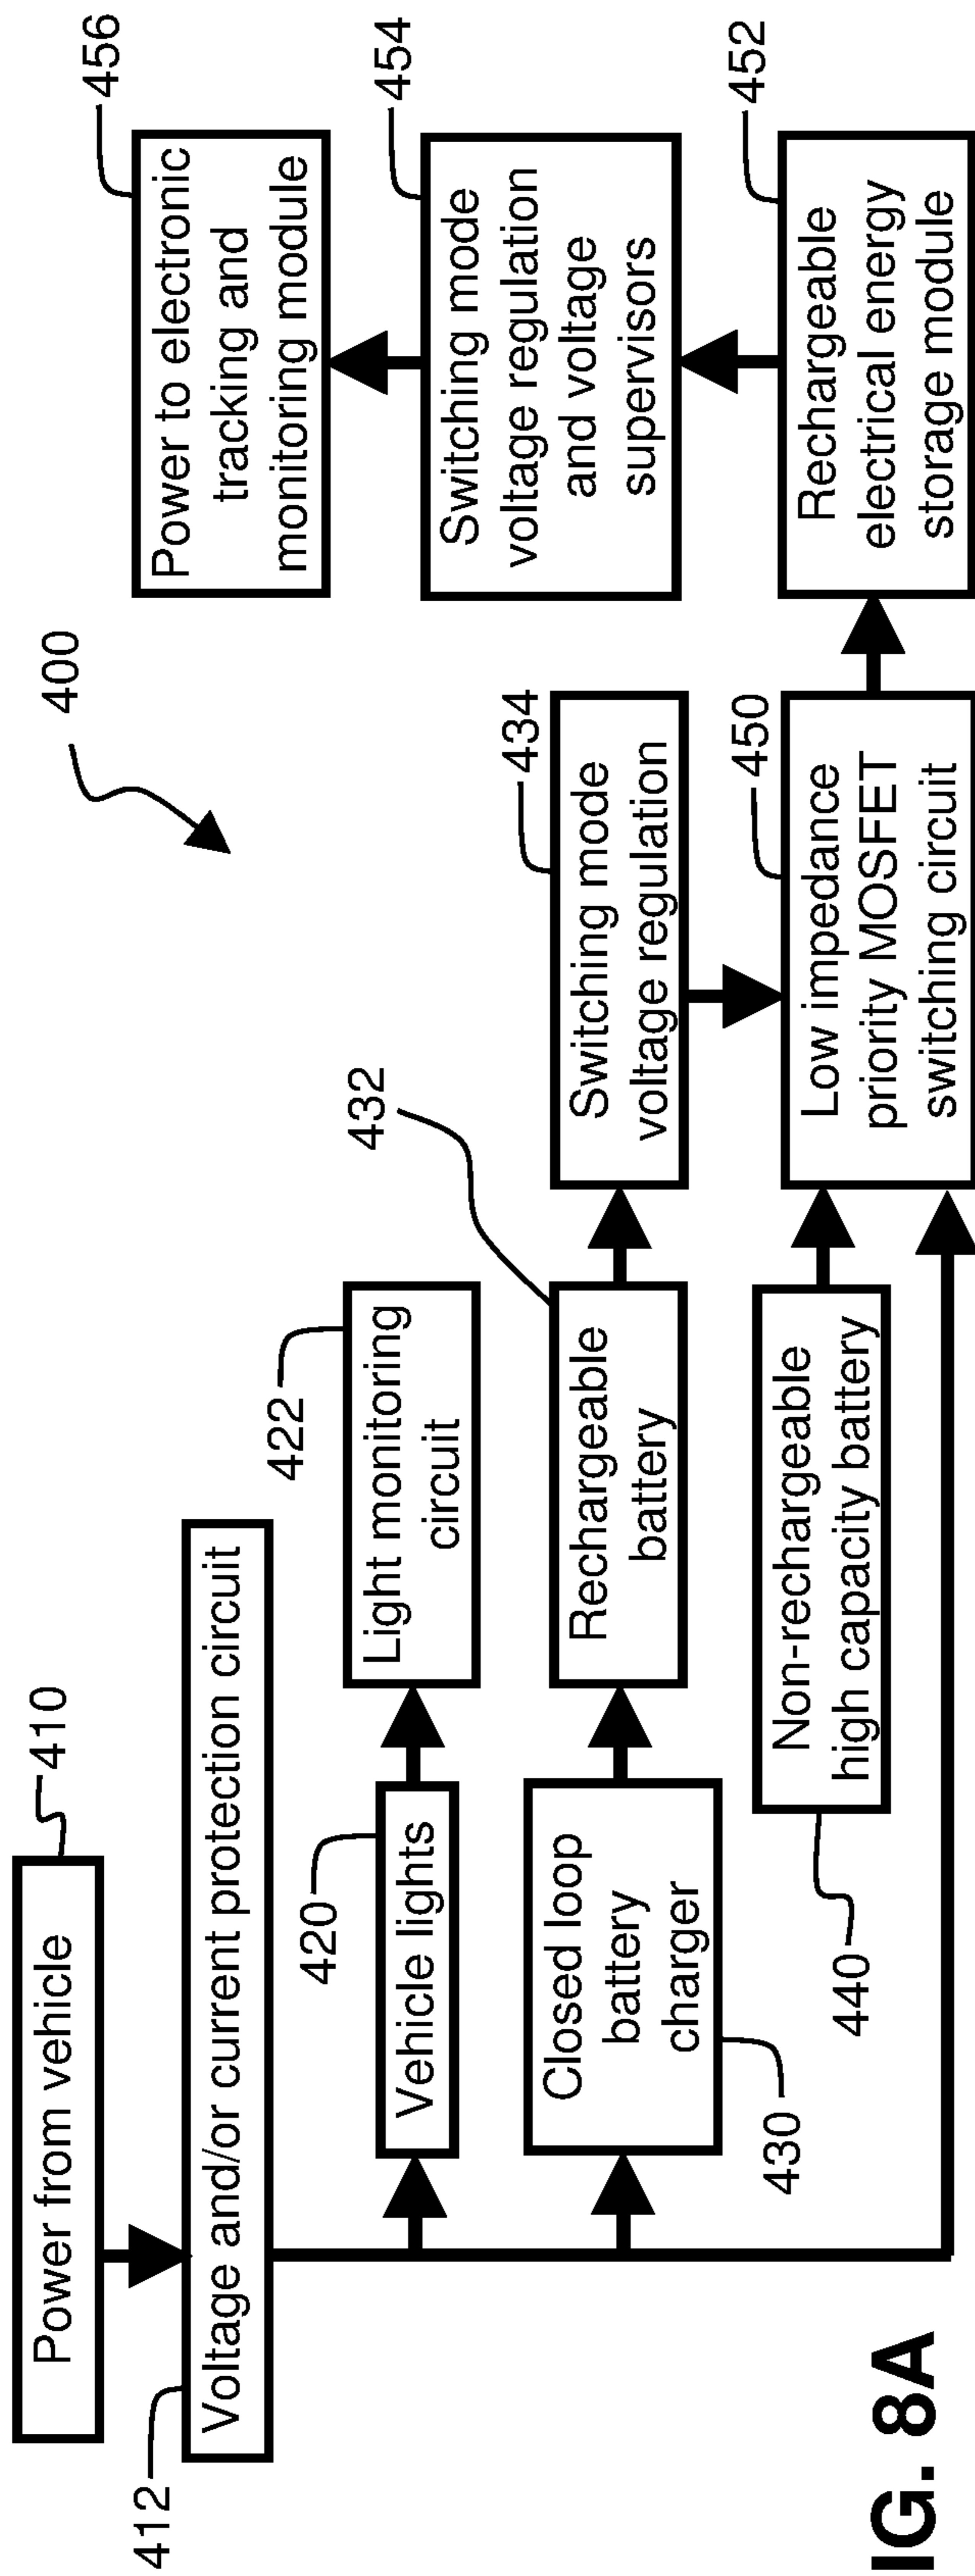 Power from vehicle
410
412
Voltage and/or current protection circuit
400
420
Vehicle lights
422
Light monitoring
circuit
430
Closed loop
battery
charger
432
Rechargeable
battery
434
Switching mode
voltage regulation
440
Non-rechargeable
high capacity battery
450
Low impedance
priority MOSFET
switching circuit
452
Rechargeable
electrical energy
storage module
454
Switching mode
voltage regulation
and voltage
supervisors
456
Power to electronic
tracking and
monitoring module
IG. 8A